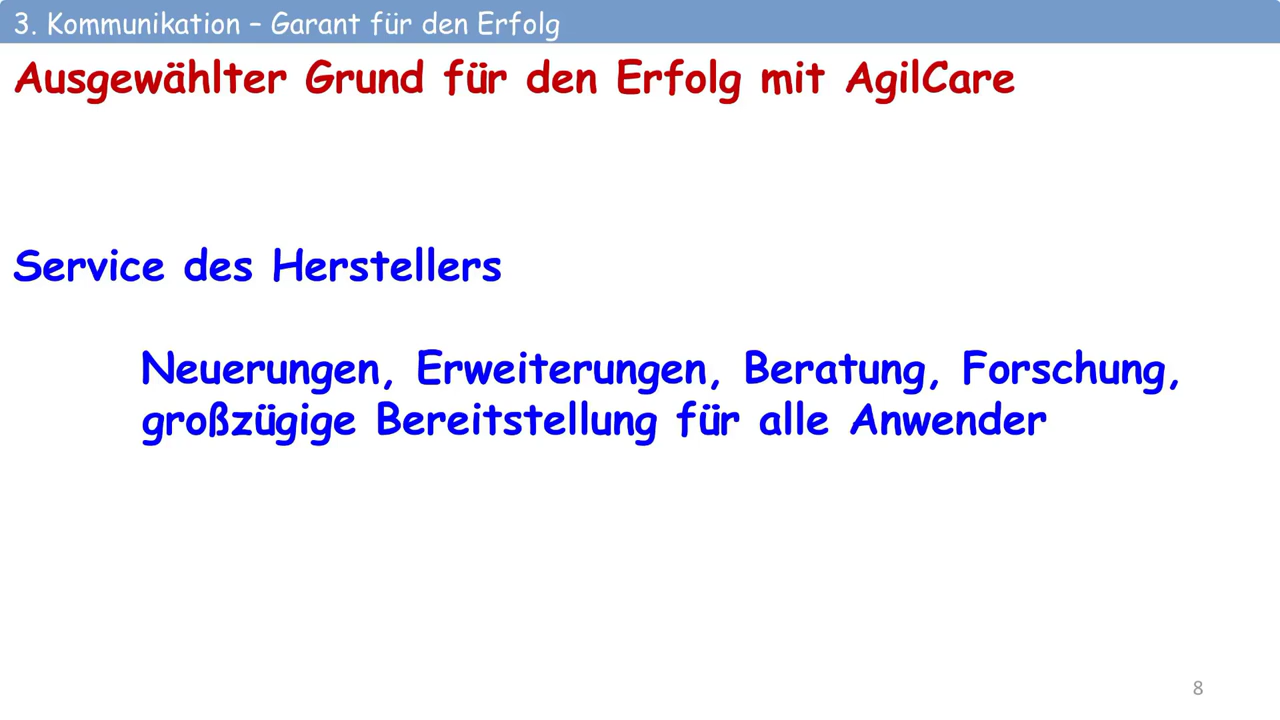 3. Kommunikation – Garant für den Erfolg
Ausgewählter Grund für den Erfolg mit AgilCare
Service des Herstellers
Neuerungen, Erweiterungen, Beratung, Forschung,
großzügige Bereitstellung für alle Anwender
8